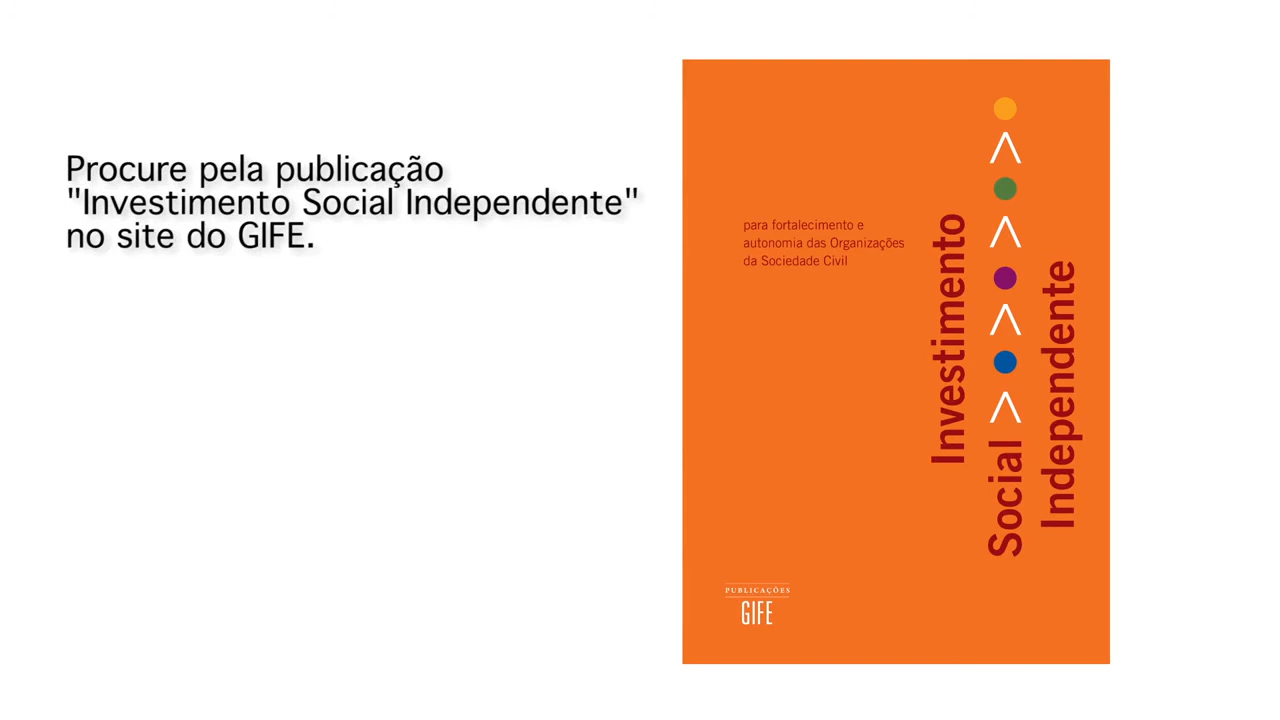 Procure pela publicação
"Investimento Social Independente"
no site do GIFE.
para fortalecimento e
autonomia das Organizações
da Sociedade Civil
Investimento
Social > > > >
Independente
PUBLICAÇÕES
GIFE